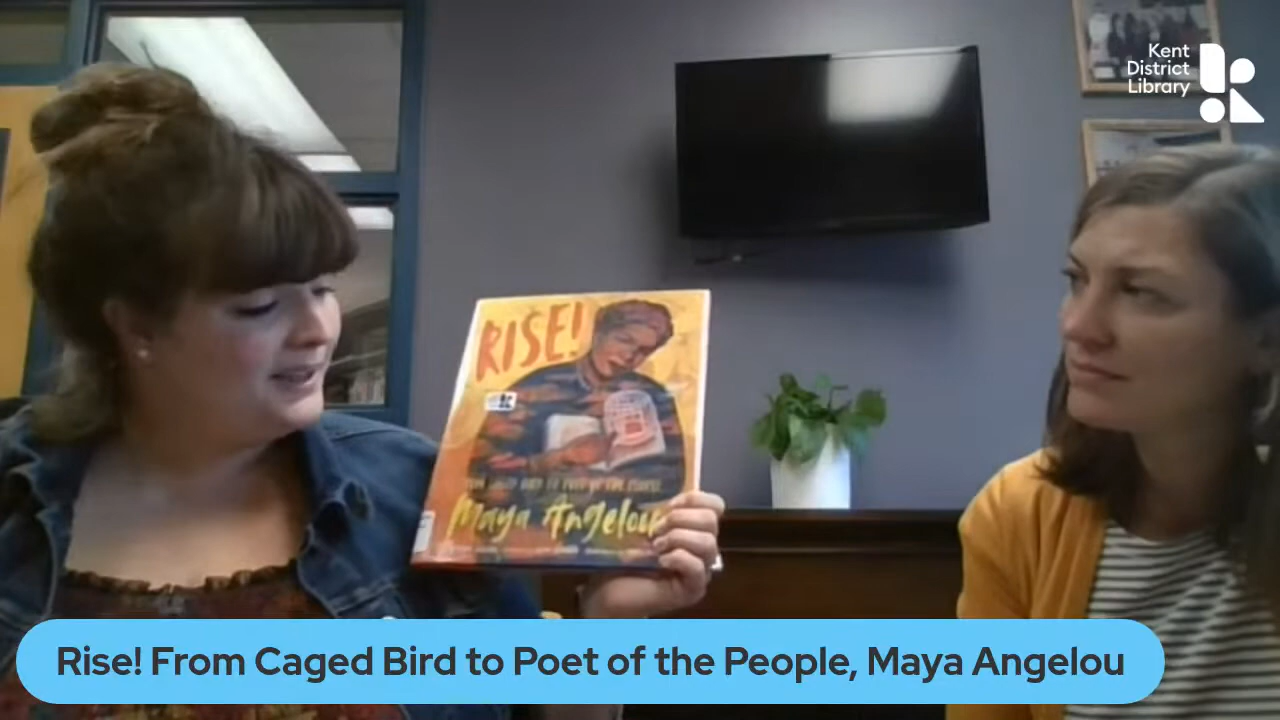 Kent
District
Library
RISE!
Maya Angelou
Rise! From Caged Bird to Poet of the People, Maya Angelou